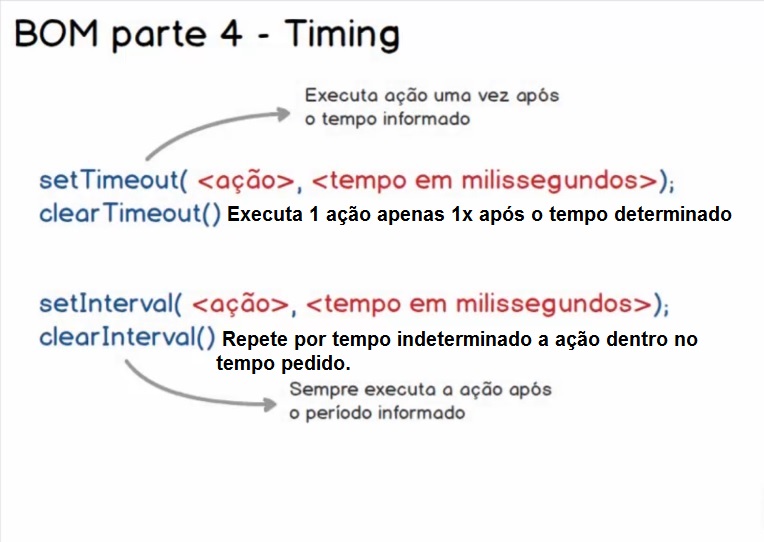 BOM parte 4 - Timing
Executa ação uma vez após
o tempo informado
setTimeout( <ação>, <tempo em milissegundos>);
clearTimeout() Executa 1 ação apenas 1x após o tempo determinado
setInterval( <ação>, <tempo em milissegundos>);
clearInterval() Repete por tempo indeterminado a ação dentro no
tempo pedido.
Sempre executa a ação após
o período informado